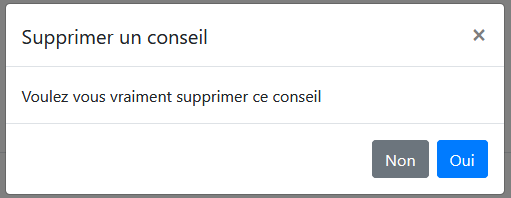 Supprimer un conseil ×
Voulez vous vraiment supprimer ce conseil
Non Oui